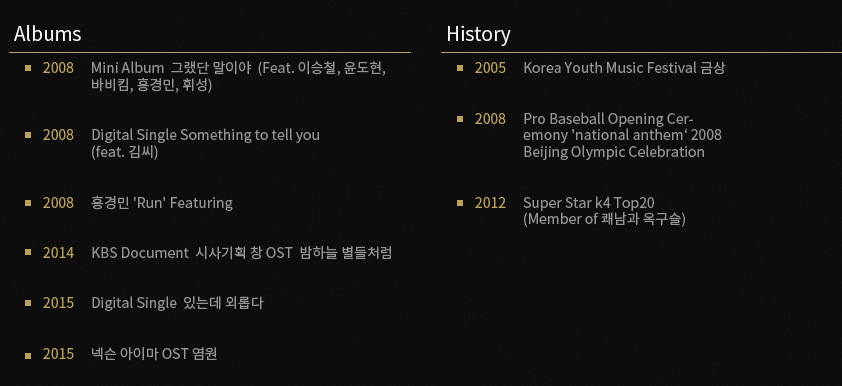 Albums
2008 Mini Album 그랬단 말이야 (Feat. 이승철, 윤도현,
바비킴, 홍경민, 휘성)
2008 Digital Single Something to tell you
(feat. 김씨)
2008 홍경민 'Run' Featuring
2014 KBS Document 시사기획 창 OST 밤하늘 별들처럼
2015 Digital Single 있는데 외롭다
2015 넥슨 아이마 OST 염원
History
2005 Korea Youth Music Festival 금상
2008 Pro Baseball Opening Cer-
emony 'national anthem‘ 2008
Beijing Olympic Celebration
2012 Super Star k4 Top20
(Member of 쾌남과 옥구슬)